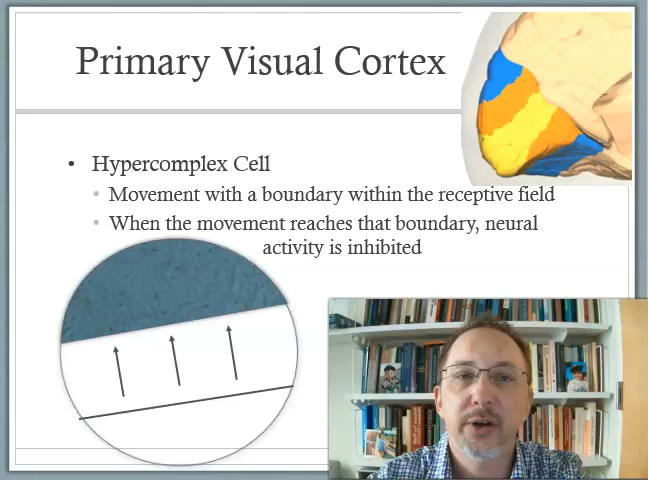 Primary Visual Cortex
• Hypercomplex Cell
• Movement with a boundary within the receptive field
• When the movement reaches that boundary, neural
activity is inhibited